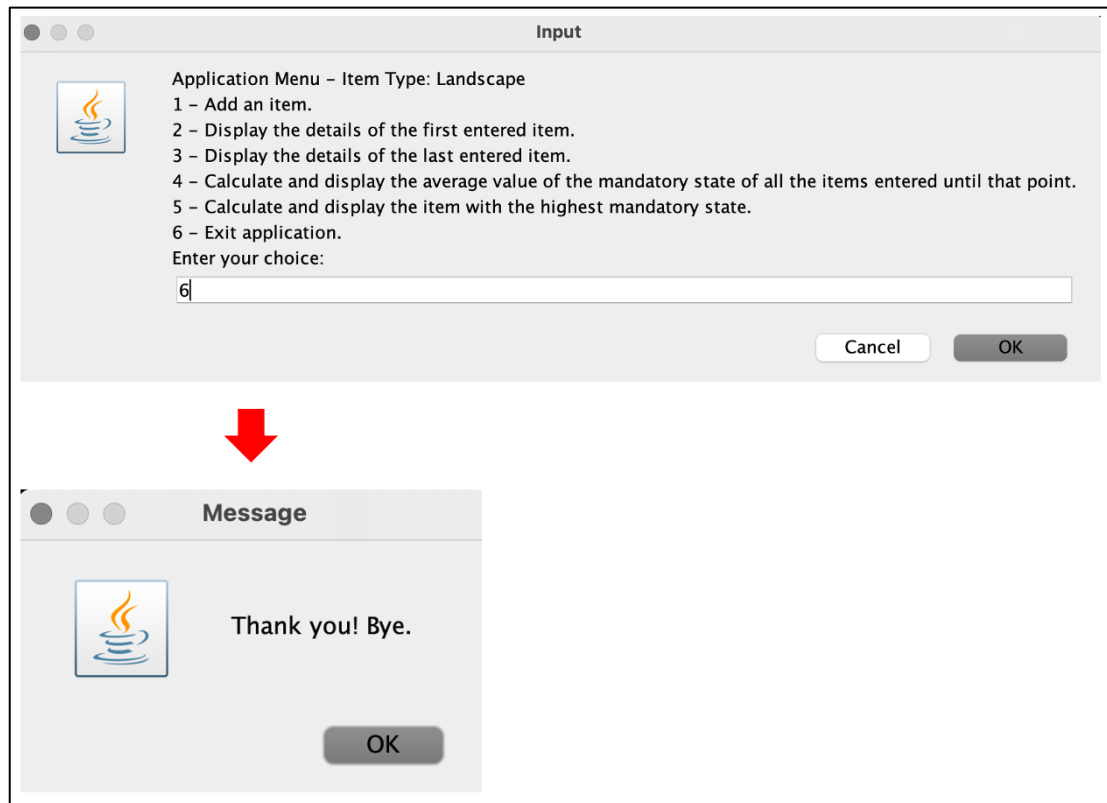 Input
Application Menu – Item Type: Landscape
1 – Add an item.
2 – Display the details of the first entered item.
3 – Display the details of the last entered item.
4 – Calculate and display the average value of the mandatory state of all the items entered until that point.
5 – Calculate and display the item with the highest mandatory state.
6 – Exit application.
Enter your choice:
6
Cancel OK
Message
Thank you! Bye.
OK